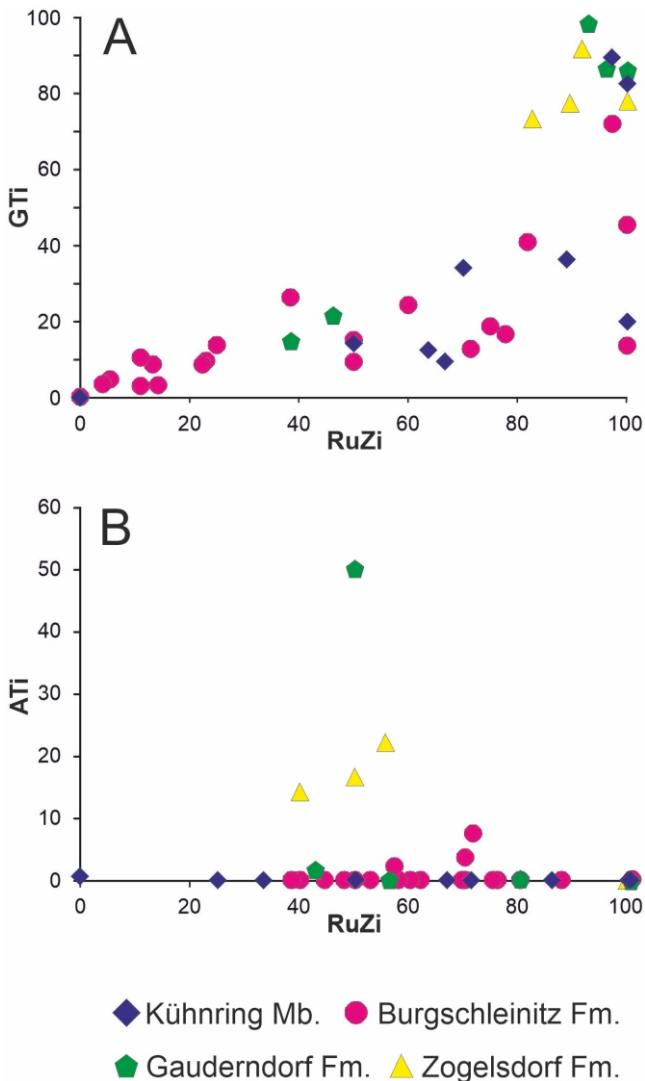 A
100
80
60
40
20
0
GTi
0 20 40 60 80 100
RuZi
B
60
50
40
30
20
10
0
ATi
0 20 40 60 80 100
RuZi
Kühnring Mb. Burgschleinitz Fm.
Gauderndorf Fm. Zogelsdorf Fm.